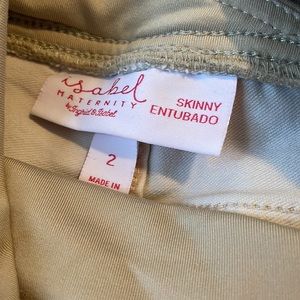 isabel
MATERNITY
by Ingrid & Isabel
SKINNY
ENTUBADO
2
MADE IN